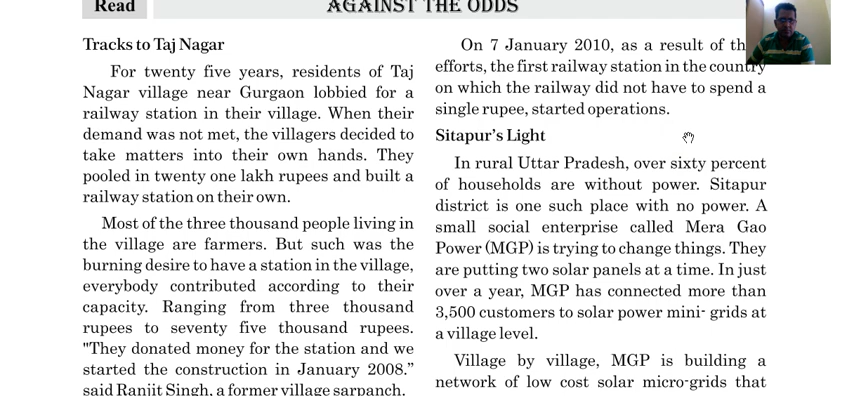 Read
AGAINST THE ODDS
Tracks to Taj Nagar
For twenty five years, residents of Taj
Nagar village near Gurgaon lobbied for a
railway station in their village. When their
demand was not met, the villagers decided to
take matters into their own hands. They
pooled in twenty one lakh rupees and built a
railway station on their own.
Most of the three thousand people living in
the village are farmers. But such was the
burning desire to have a station in the village,
everybody contributed according to their
capacity. Ranging from three thousand
rupees to seventy five thousand rupees.
"They donated money for the station and we
started the construction in January 2008.”
said Ranjit Singh, a former village sarpanch.
On 7 January 2010, as a result of
efforts, the first railway station in the country
on which the railway did not have to spend a
single rupee, started operations.
Sitapur's Light
In rural Uttar Pradesh, over sixty percent
of households are without power. Sitapur
district is one such place with no power. A
small social enterprise called Mera Gao
Power (MGP) is trying to change things. They
are putting two solar panels at a time. In just
over a year, MGP has connected more than
3,500 customers to solar power mini- grids at
a village level.
Village by village, MGP is building a
network of low cost solar micro-grids that